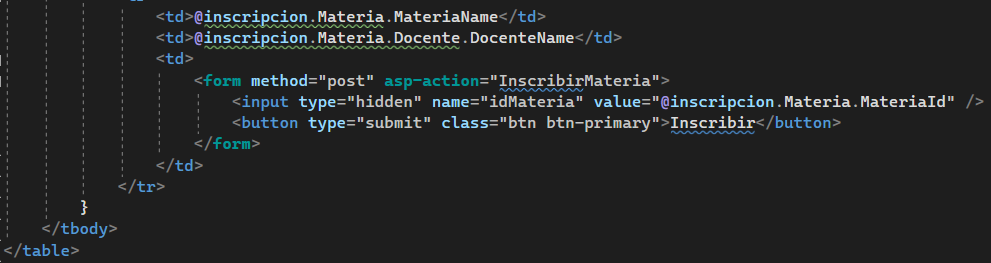 <td>@inscripcion.Materia.MateriaName</td>
<td>@inscripcion.Materia.Docente.DocenteName</td>
<td>
<form method="post" asp-action="InscribirMateria">
<input type="hidden" name="idMateria" value="@inscripcion.Materia.MateriaId" />
<button type="submit" class="btn btn-primary">Inscribir</button>
</form>
</td>
</tr>
}
</tbody>
</table>